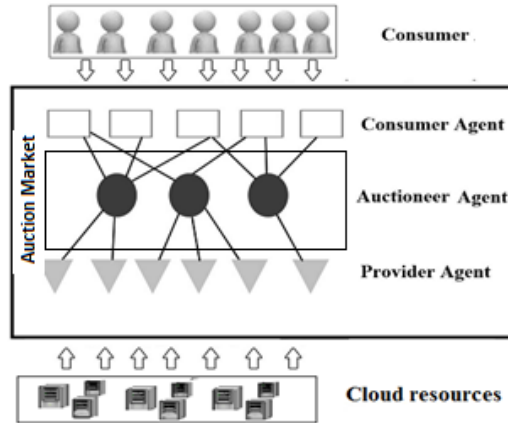 Consumer
Auction Market
Consumer Agent
Auctioneer Agent
Provider Agent
Cloud resources